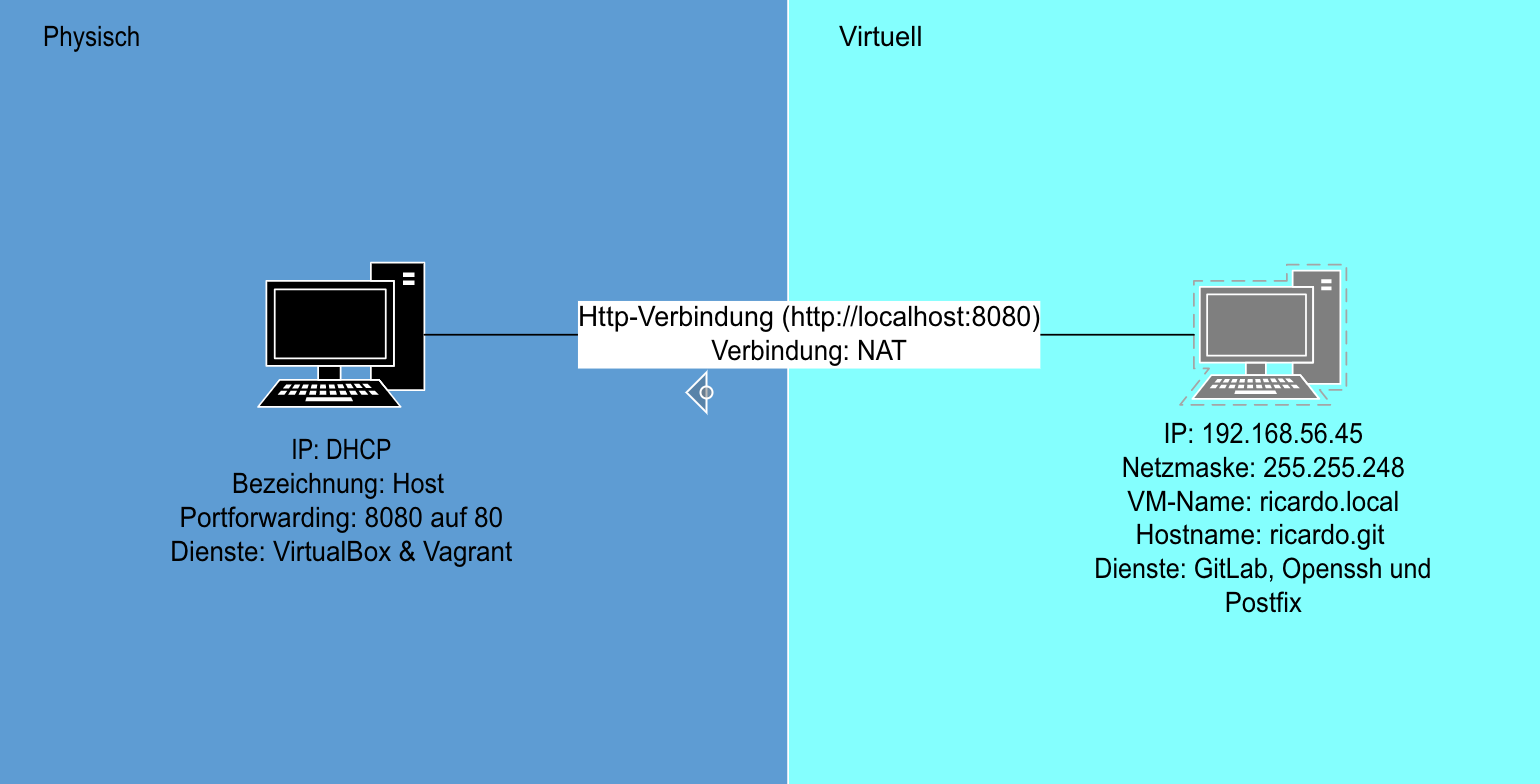 Physisch
Virtuell
Http-Verbindung (http://localhost:8080)
Verbindung: NAT
IP: DHCP
Bezeichnung: Host
Portforwarding: 8080 auf 80
Dienste: VirtualBox & Vagrant
IP: 192.168.56.45
Netzmaske: 255.255.248
VM-Name: ricardo.local
Hostname: ricardo.git
Dienste: GitLab, Openssh und
Postfix